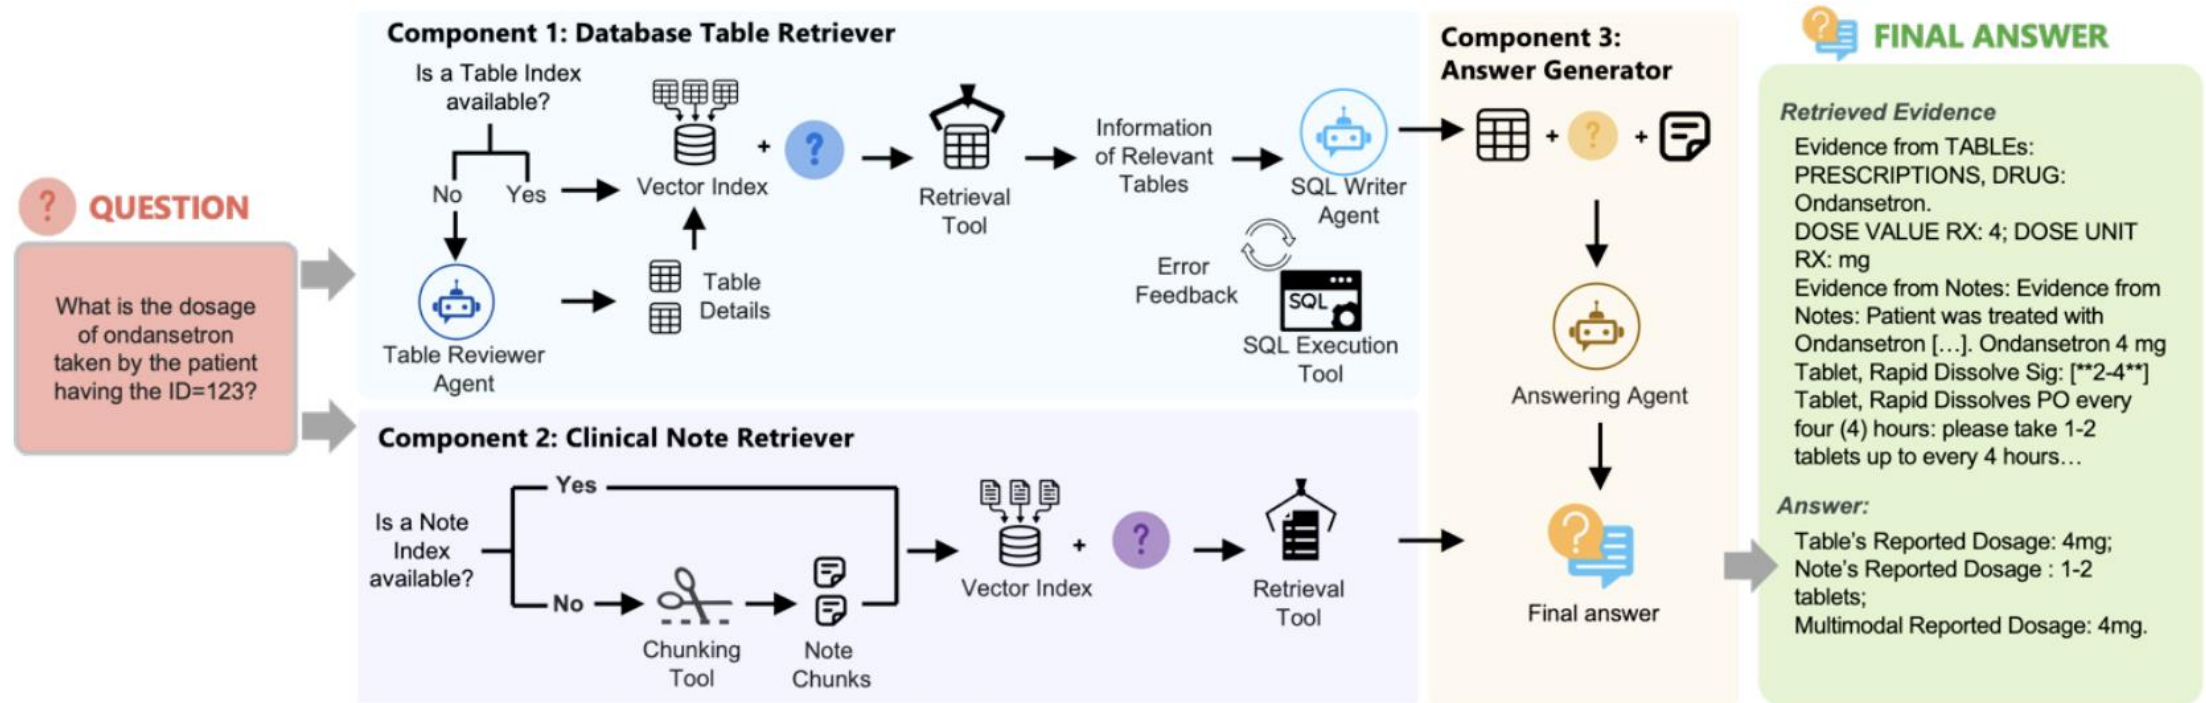 QUESTION
What is the dosage
of ondansetron
taken by the patient
having the ID=123?
Component 1: Database Table Retriever
Is a Table Index
available?
No
Yes
Table Reviewer
Agent
Table
Details
Vector Index
+
?
Retrieval
Tool
Information
of Relevant
Tables
SQL Writer
Agent
Error
Feedback
SQL
SQL Execution
Tool
Component 2: Clinical Note Retriever
Is a Note
Index
available?
Yes
No
Chunking
Tool
Note
Chunks
Vector Index
+
?
Retrieval
Tool
Component 3:
Answer Generator
+ ? +
Answering Agent
?
Final answer
? FINAL ANSWER
Retrieved Evidence
Evidence from TABLEs:
PRESCRIPTIONS, DRUG:
Ondansetron.
DOSE VALUE RX: 4; DOSE UNIT
RX: mg
Evidence from Notes: Evidence from
Notes: Patient was treated with
Ondansetron [...]. Ondansetron 4 mg
Tablet, Rapid Dissolve Sig: [**2-4**]
Tablet, Rapid Dissolves PO every
four (4) hours: please take 1-2
tablets up to every 4 hours...
Answer:
Table's Reported Dosage: 4mg;
Note's Reported Dosage : 1-2
tablets;
Multimodal Reported Dosage: 4mg.